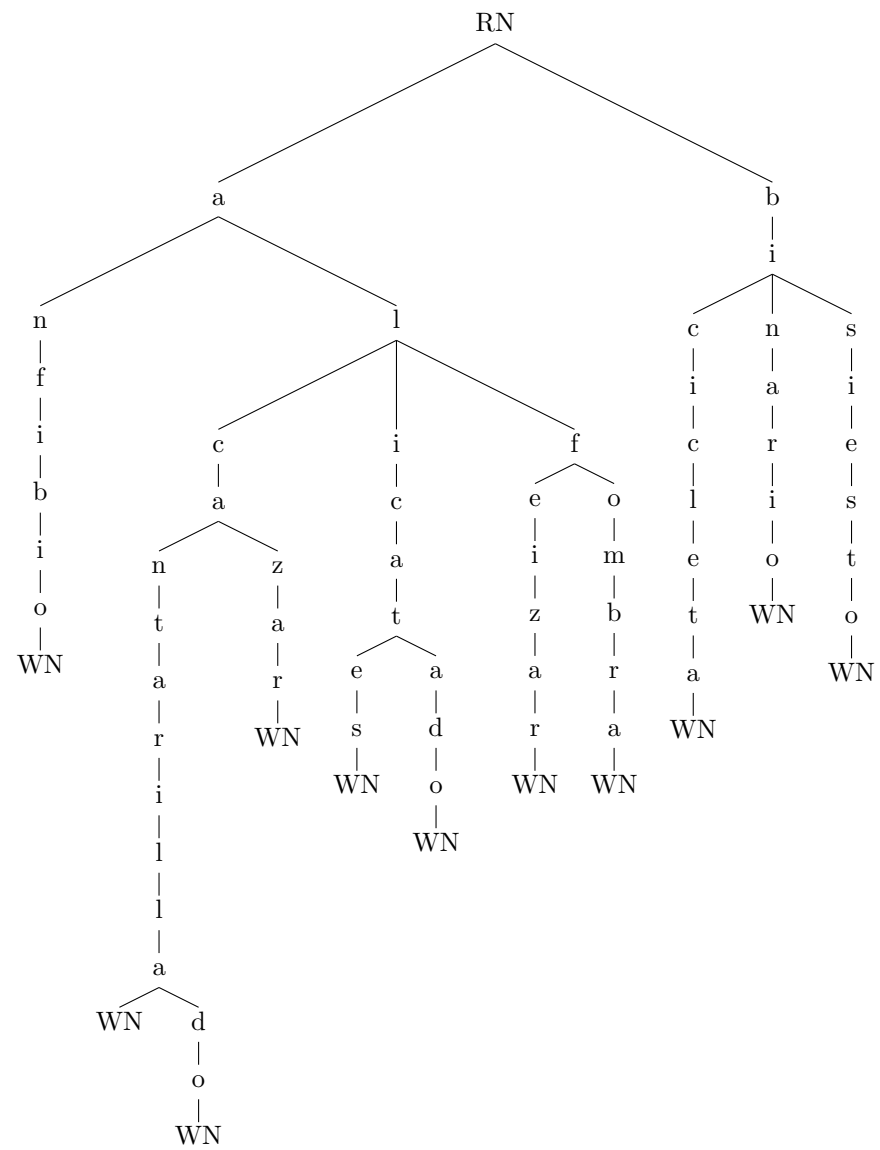 RN
a b
i
n l c n s
f i a i
i c i f c r e
b a c e o l i s
i n z a i m e o t
o t a t z b t WN o
WN a r e a a r a WN
r WN s d r a WN
i WN o WN WN
l WN
l
a
WN d
o
WN